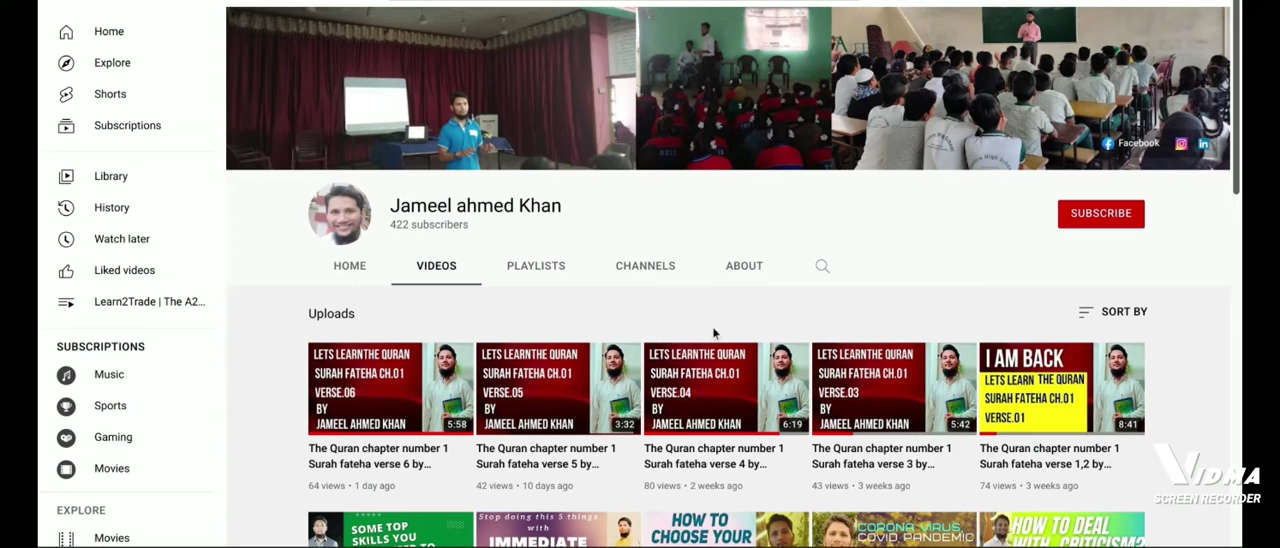 Home
Explore
Shorts
Subscriptions
Library
History
Watch later
Liked videos
Learn2Trade | The A2...
SUBSCRIPTIONS
Music
Sports
Gaming
Movies
EXPLORE
Movies
Facebook
Jameel ahmed Khan
422 subscribers
SUBSCRIBE
HOME VIDEOS PLAYLISTS CHANNELS ABOUT
Uploads
SORT BY
LETS LEARNTHE QURAN
SURAH FATEHA CH.01
VERSE.06
BY
JAMEEL AHMED KHAN
5:58
The Quran chapter number 1
Surah fateha verse 6 by...
64 views • 1 day ago
LETS LEARNTHE QURAN
SURAH FATEHA CH.01
VERSE.05
BY
JAMEEL AHMED KHAN
3:32
The Quran chapter number 1
Surah fateha verse 5 by...
42 views • 10 days ago
LETS LEARNTHE QURAN
SURAH FATEHA CH.01
VERSE.04
BY
JAMEEL AHMED KHAN
6:19
The Quran chapter number 1
Surah fateha verse 4 by...
80 views • 2 weeks ago
LETS LEARNTHE QURAN
SURAH FATEHA CH.01
VERSE.03
BY
JAMEEL AHMED KHAN
5:42
The Quran chapter number 1
Surah fateha verse 3 by...
43 views • 3 weeks ago
I AM BACK
LETS LEARN THE QURAN
SURAH FATEHA CH.01
VERSE.01
8:41
The Quran chapter number 1
Surah fateha verse 1,2 by...
74 views • 3 weeks ago
SOME TOP
SKILLS YOU
Stop doing this 5 things
with
IMMEDIATE
HOW TO
CHOOSE YOUR
CORONA VIRUS,
COVID PANDEMIC
HOW TO DEAL
WITH CRITICISM?
VIDMA
SCREEN RECORDER